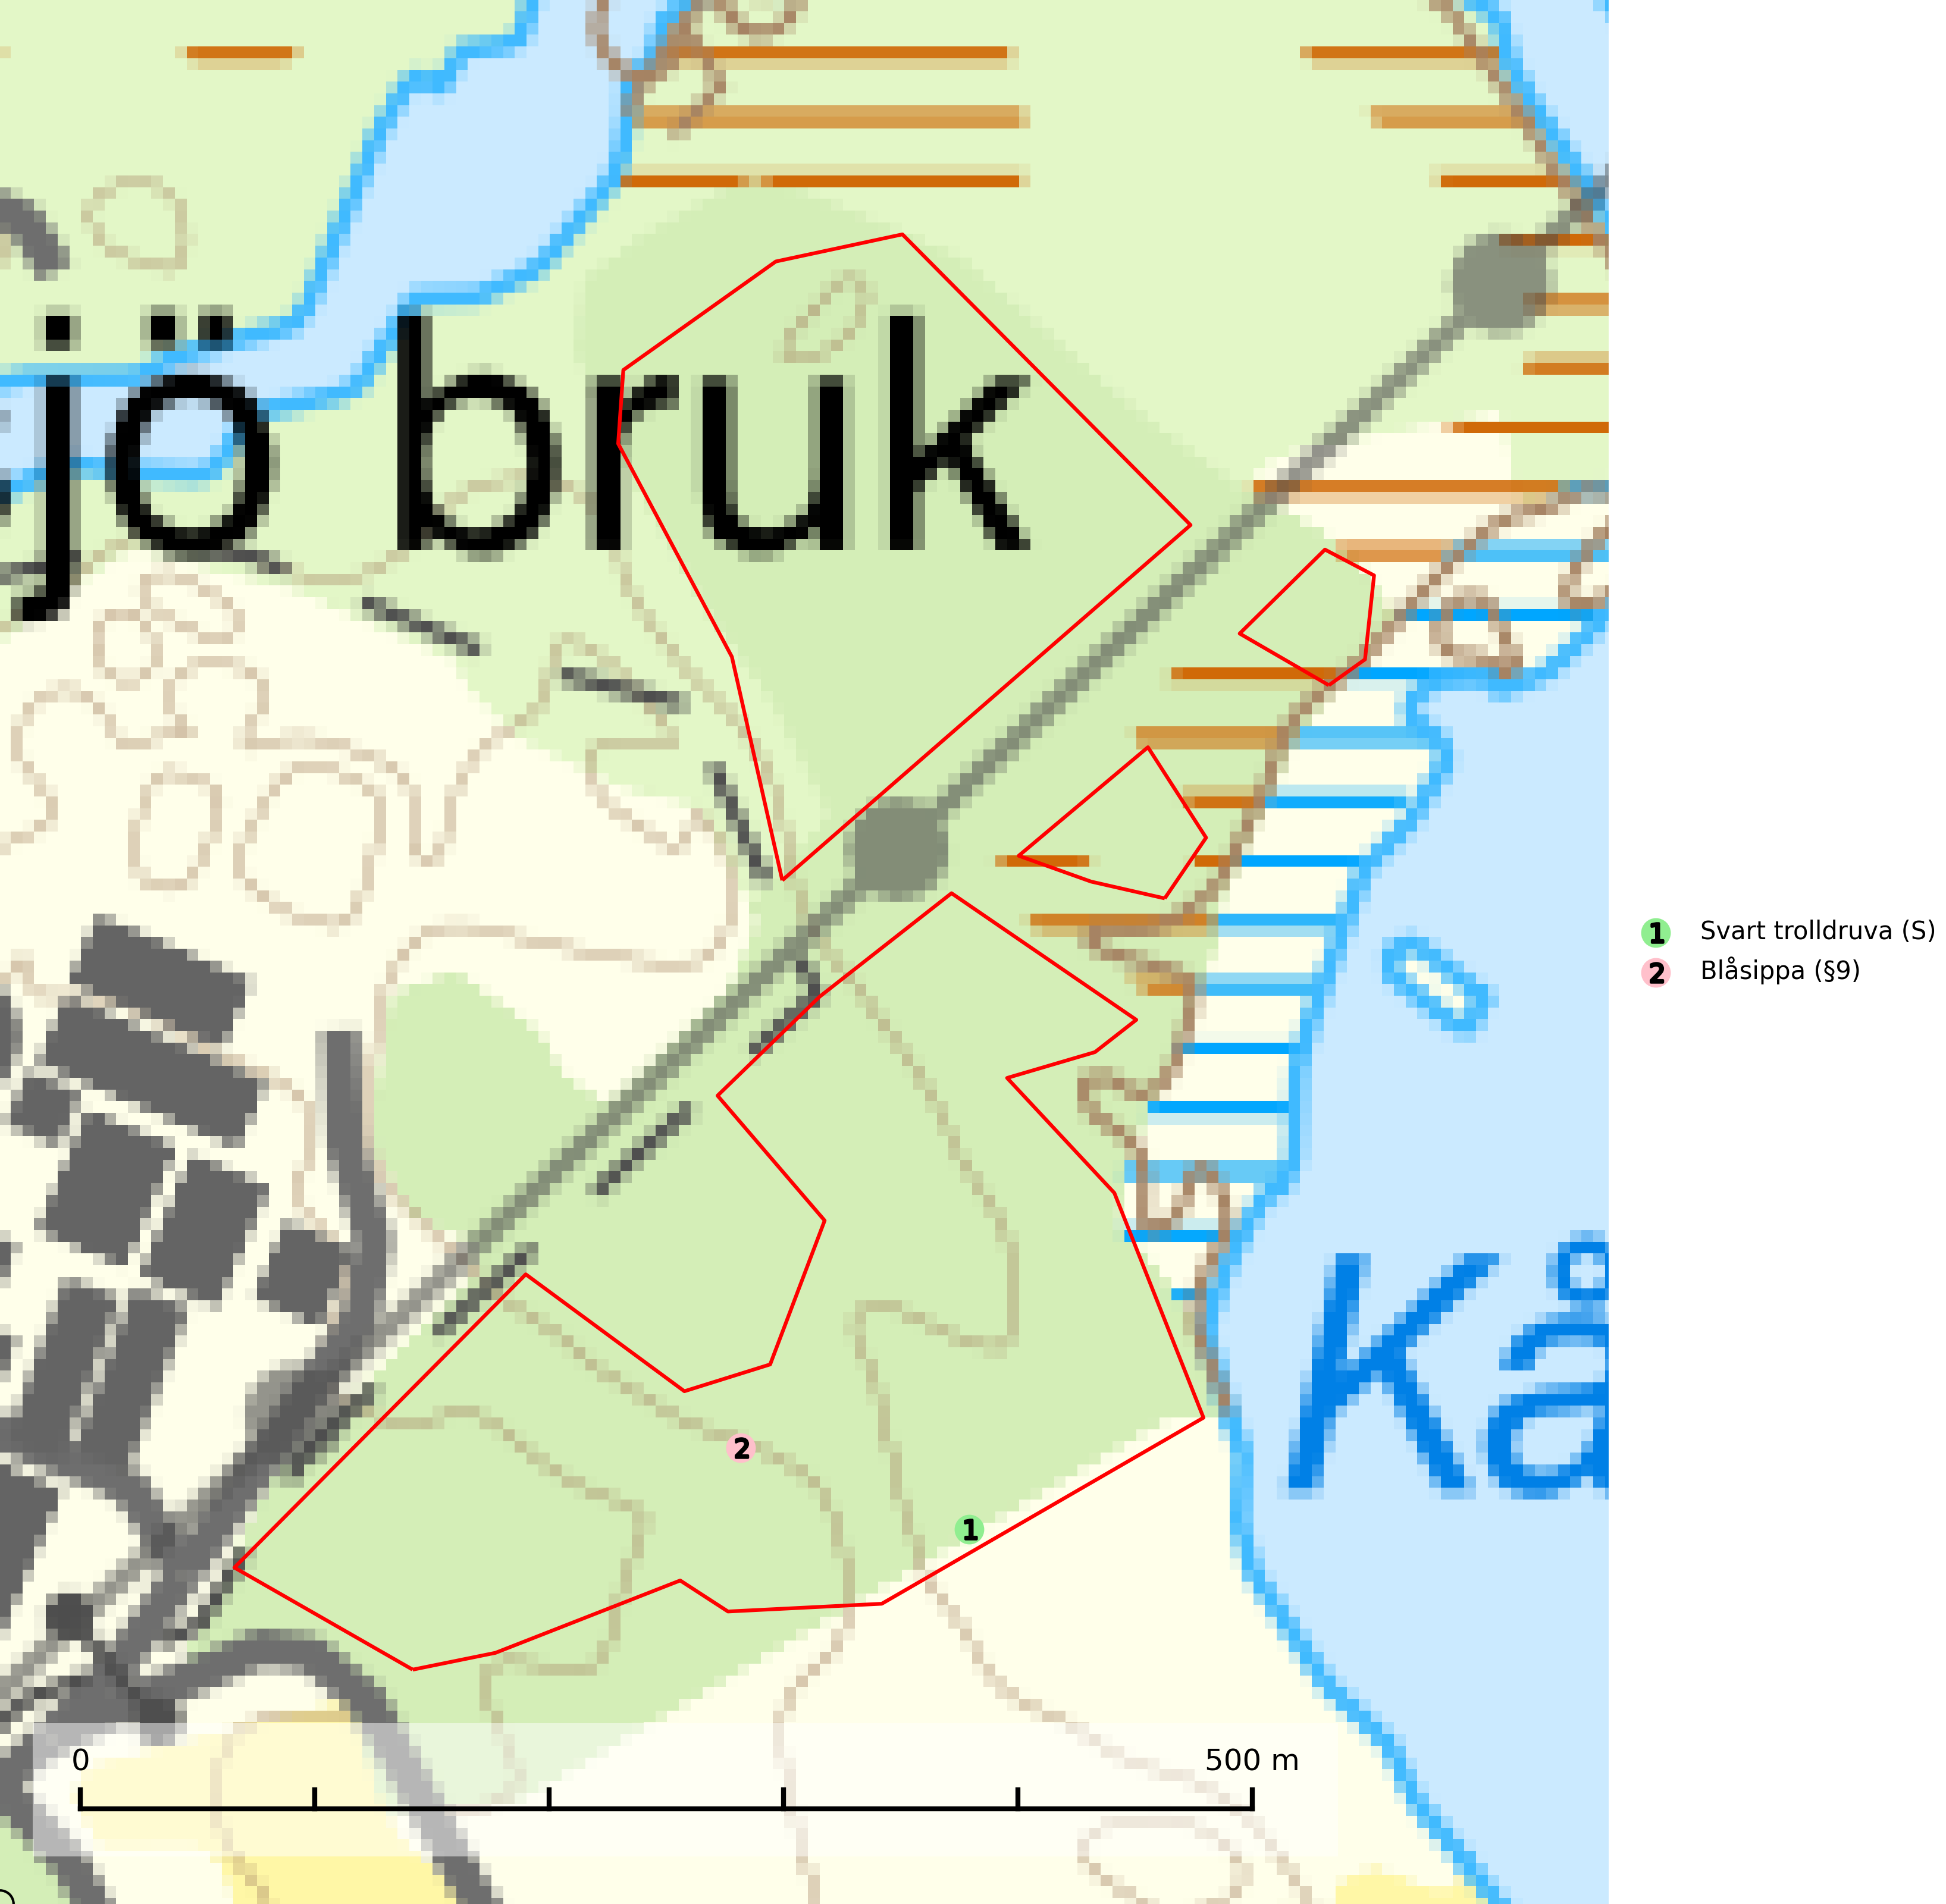 jö bruk
1 Svart trolldruva (S)
2 Blåsippa (§9)
Kå
2
1
0 500 m